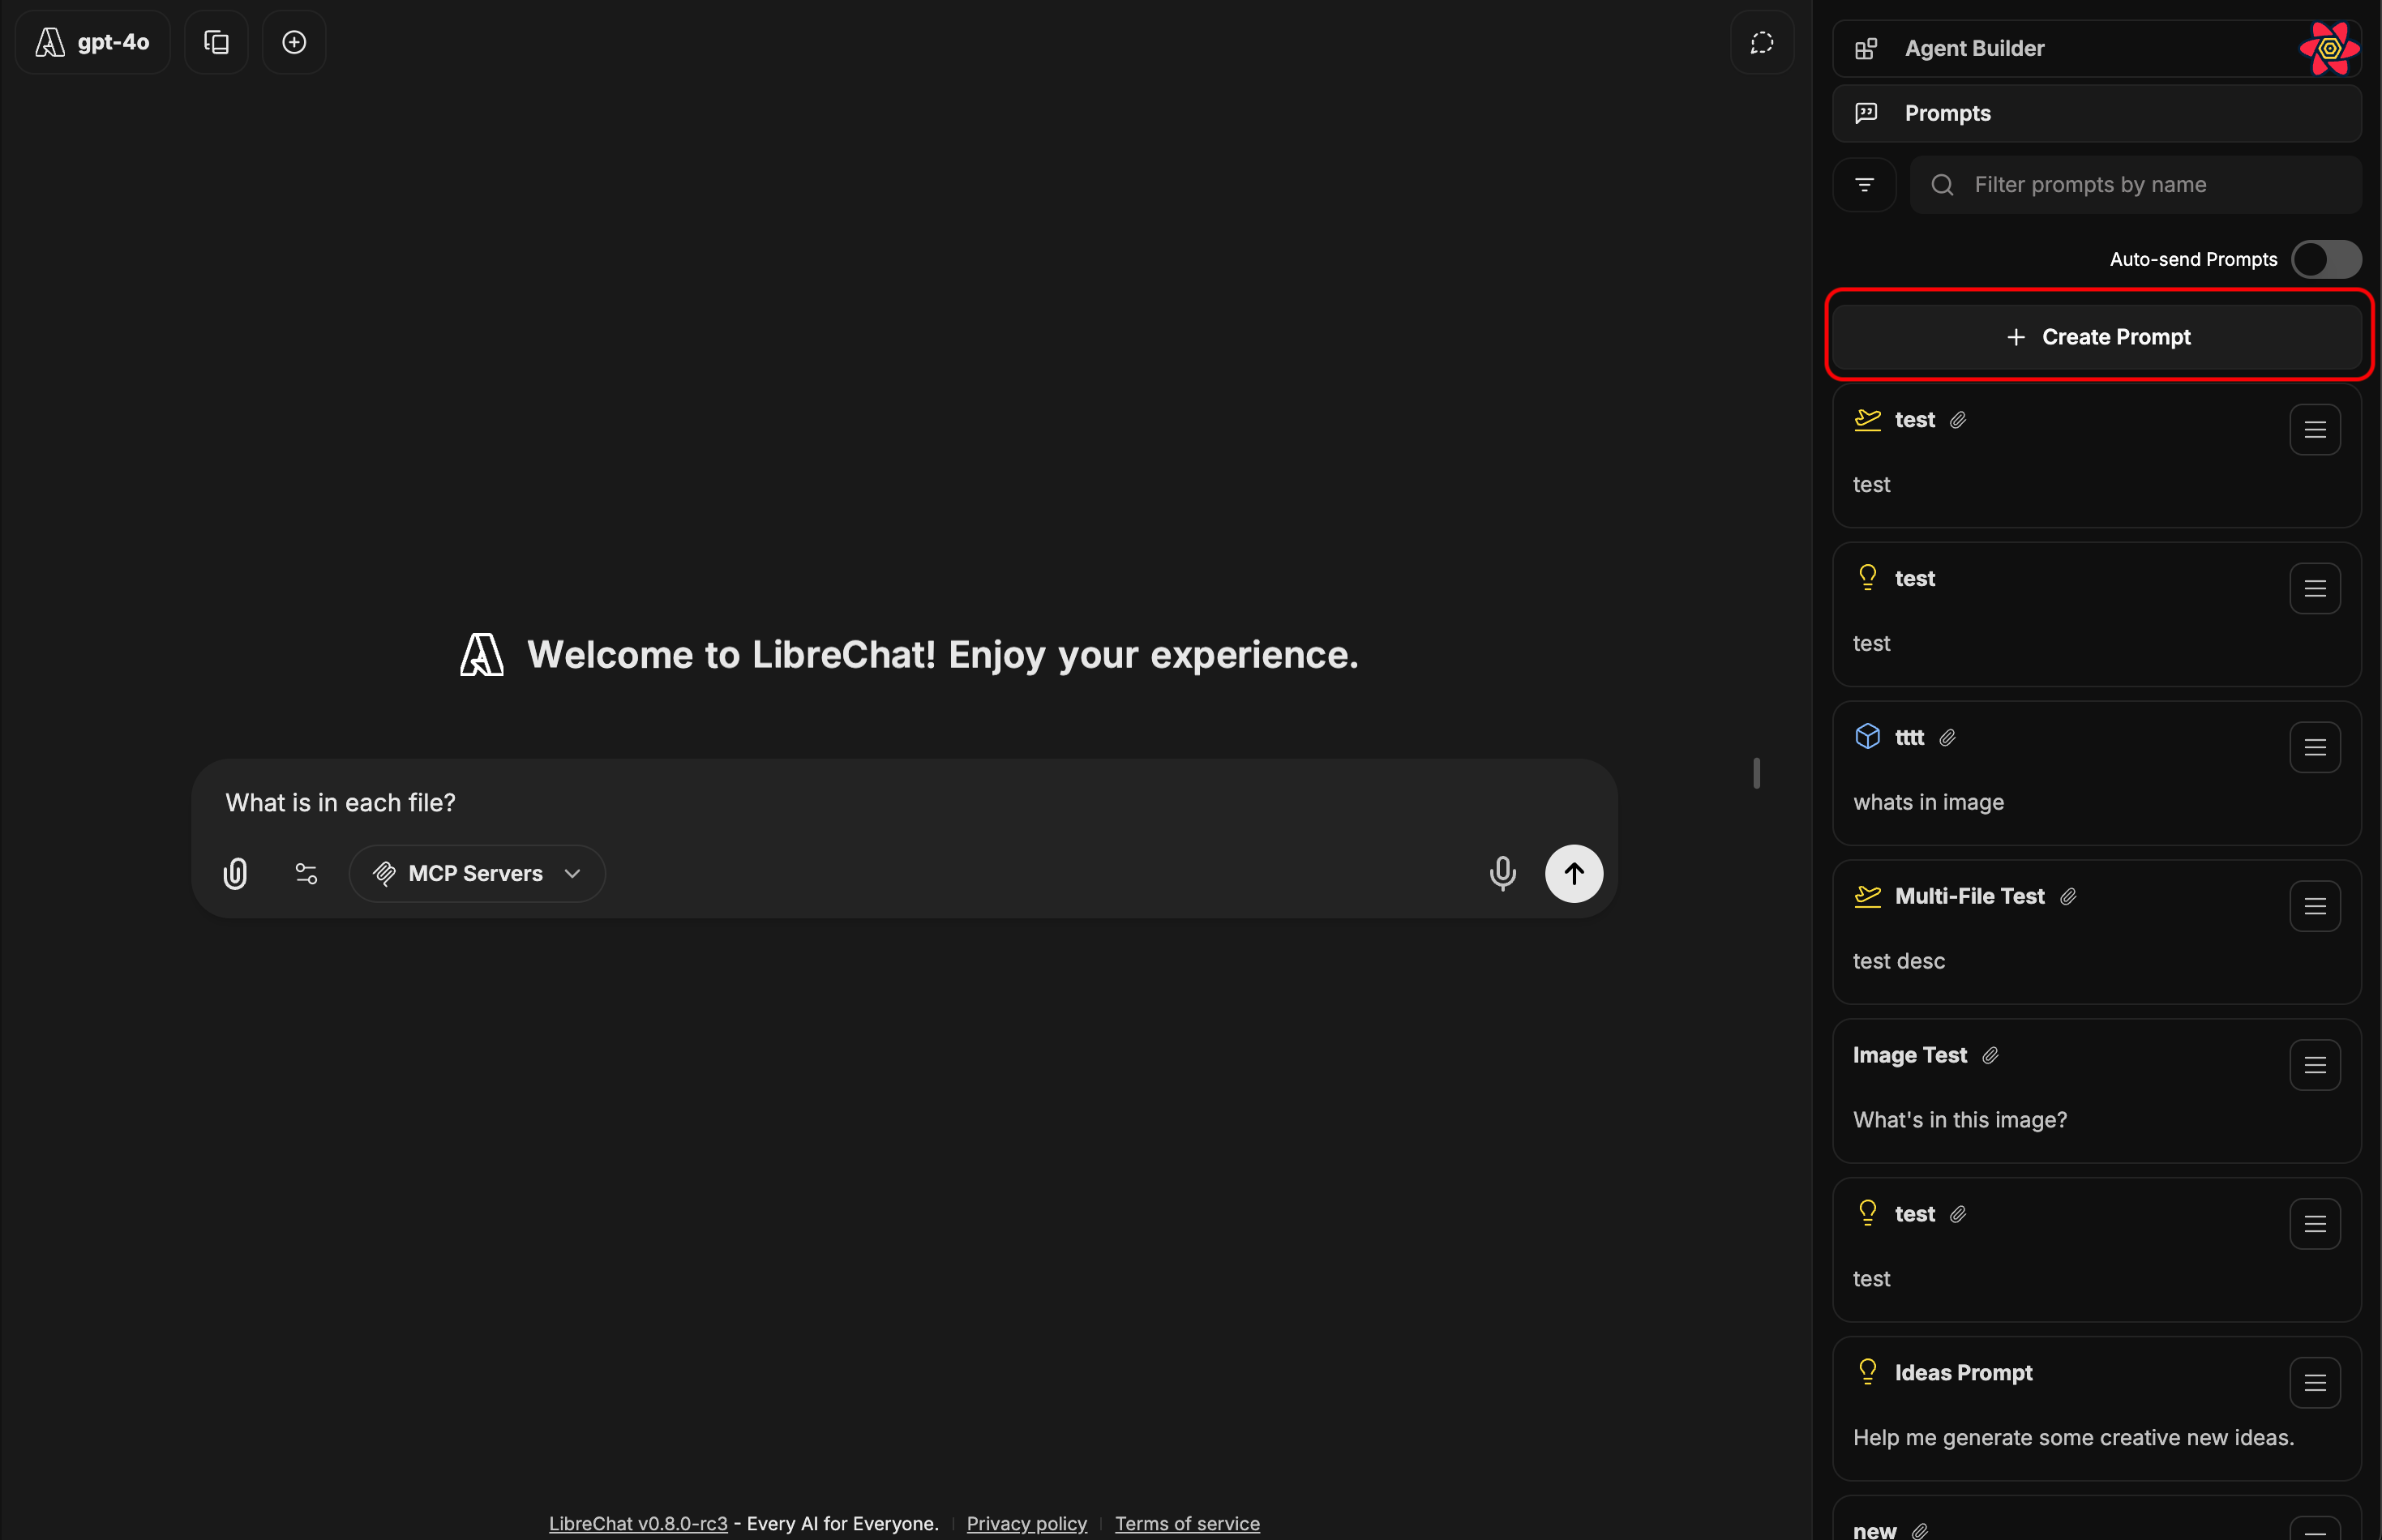 gpt-4o
Welcome to LibreChat! Enjoy your experience.
What is in each file?
MCP Servers
LibreChat v0.8.0-rc3 - Every AI for Everyone.
Privacy policy
Terms of service
Agent Builder
Prompts
Filter prompts by name
Auto-send Prompts
Create Prompt
test
test
test
test
tttt
whats in image
Multi-File Test
test desc
Image Test
What's in this image?
test
test
Ideas Prompt
Help me generate some creative new ideas.
new